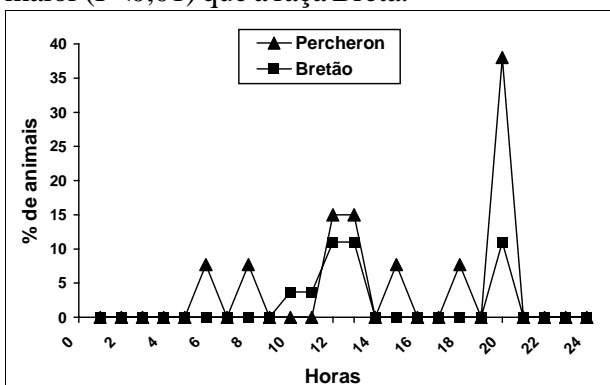 maior (P<0,01) que a raça Bretã.
Percheron
Bretão
% de animais
40
35
30
25
20
15
10
5
0
0 2 4 6 8 10 12 14 16 18 20 22 24
Horas